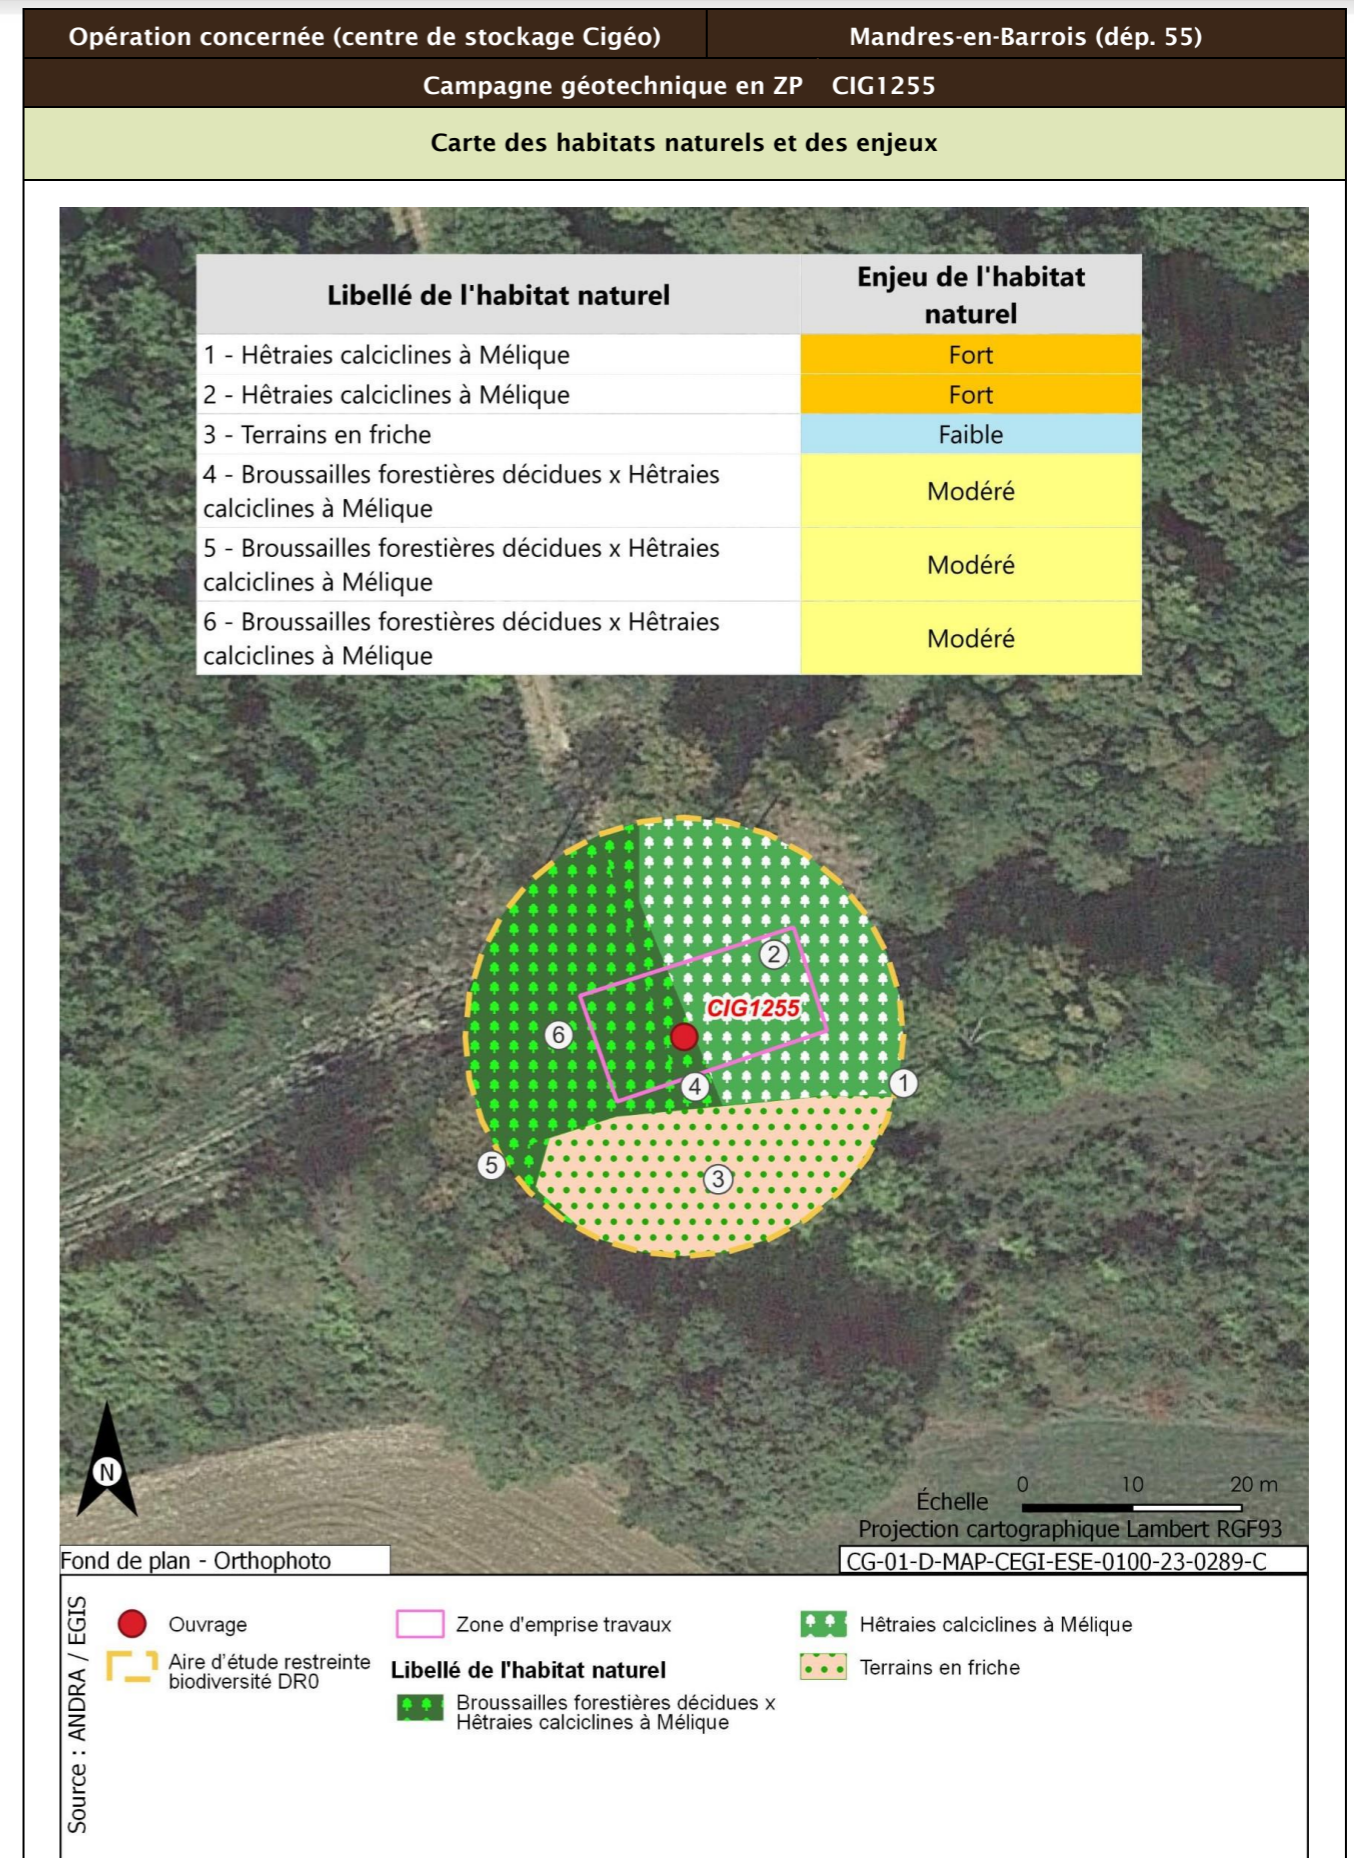 Opération concernée (centre de stockage Cigéo) Mandres-en-Barrois (dép. 55)
Campagne géotechnique en ZP CIG1255
Carte des habitats naturels et des enjeux
Libellé de l'habitat naturel
Enjeu de l'habitat
naturel
1 - Hêtraies calciclines à Mélique Fort
2 - Hêtraies calciclines à Mélique Fort
3 - Terrains en friche Faible
4 - Broussailles forestières décidues x Hêtraies
calciclines à Mélique
Modéré
5 - Broussailles forestières décidues x Hêtraies
calciclines à Mélique
Modéré
6 - Broussailles forestières décidues x Hêtraies
calciclines à Mélique
Modéré
2
CIG1255
6
4
1
5
3
N
0 10 20 m
Échelle
Projection cartographique Lambert RGF93
Fond de plan - Orthophoto
CG-01-D-MAP-CEGI-ESE-0100-23-0289-C
Source : ANDRA / EGIS
Ouvrage
Aire d'étude restreinte
biodiversité DR0
Zone d'emprise travaux
Libellé de l'habitat naturel
Broussailles forestières décidues x
Hêtraies calciclines à Mélique
Hêtraies calciclines à Mélique
Terrains en friche